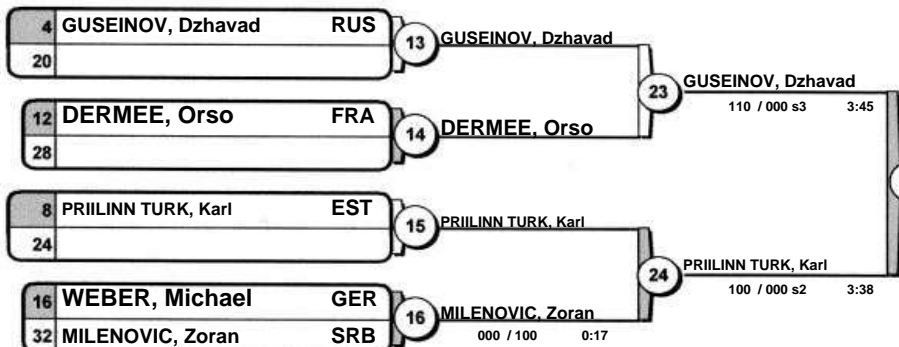 4 GUSEINOV, Dzhavad RUS
20
13 GUSEINOV, Dzhavad
12 DERMEE, Orso FRA
28
14 DERMEE, Orso
23 GUSEINOV, Dzhavad
110 / 000 s3 3:45
8 PRIILINN TURK, Karl EST
24
15 PRIILINN TURK, Karl
16 WEBER, Michael GER
32 MILENOVIC, Zoran SRB
16 MILENOVIC, Zoran
000 / 100 0:17
24 PRIILINN TURK, Karl
100 / 000 s2 3:38